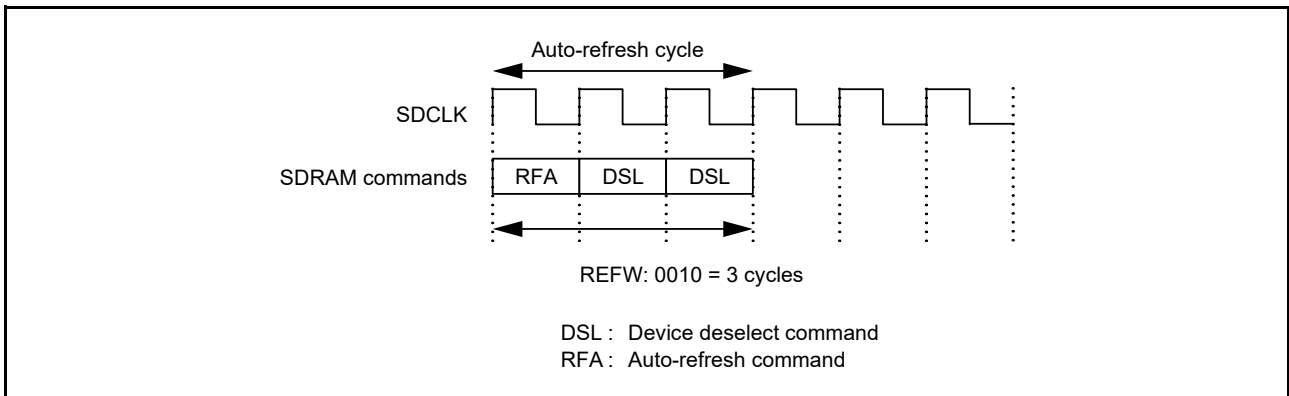 Auto-refresh cycle
SDCLK
SDRAM commands RFA DSL DSL
REFW: 0010 = 3 cycles
DSL : Device deselect command
RFA : Auto-refresh command